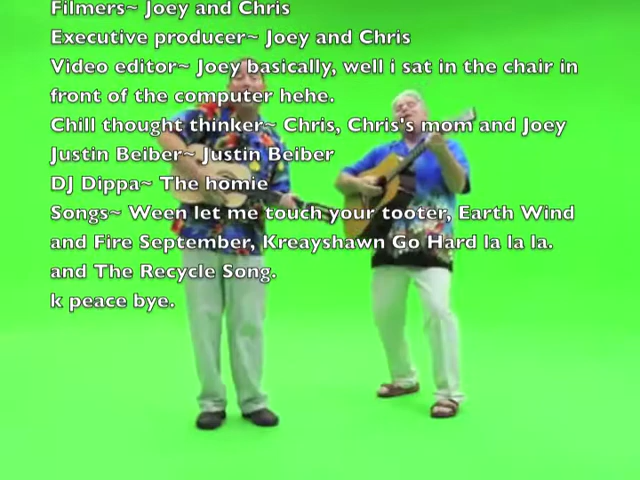 Filmers~ Joey and Chris
Executive producer~ Joey and Chris
Video editor~ Joey basically, well i sat in the chair in
front of the computer hehe.
Chill thought thinker~ Chris, Chris's mom and Joey
Justin Beiber~ Justin Beiber
DJ Dippa~ The homie
Songs~ Ween let me touch your tooter, Earth Wind
and Fire September, Kreayshawn Go Hard la la la.
and The Recycle Song.
k peace bye.